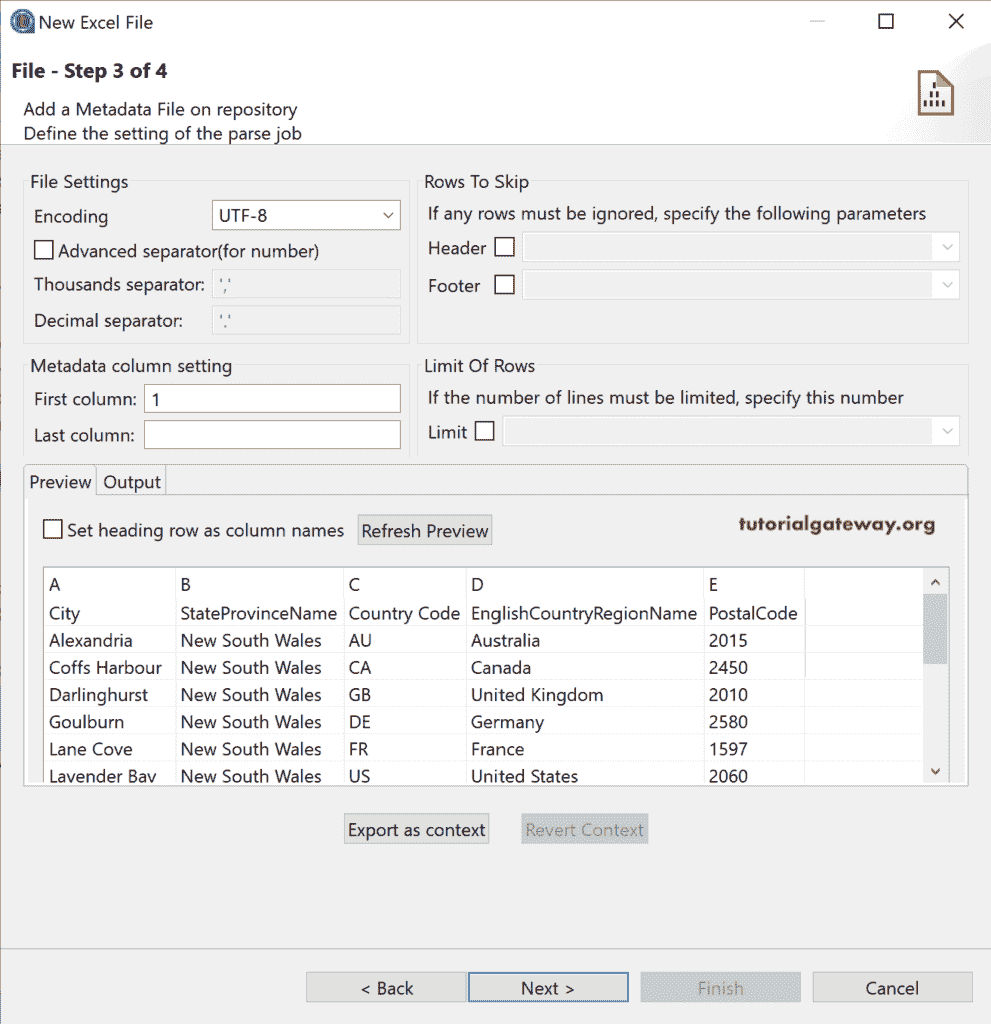 New Excel File
File - Step 3 of 4
Add a Metadata File on repository
Define the setting of the parse job
File Settings
Encoding UTF-8
Advanced separator(for number)
Thousands separator: ','
Decimal separator: '.'
Rows To Skip
If any rows must be ignored, specify the following parameters
Header
Footer
Metadata column setting
First column: 1
Last column:
Limit Of Rows
If the number of lines must be limited, specify this number
Limit
Preview Output
Set heading row as column names Refresh Preview
tutorialgateway.org
A B C D E
City StateProvinceName Country Code EnglishCountryRegionName PostalCode
Alexandria New South Wales AU Australia 2015
Coffs Harbour New South Wales CA Canada 2450
Darlinghurst New South Wales GB United Kingdom 2010
Goulburn New South Wales DE Germany 2580
Lane Cove New South Wales FR France 1597
Lavender Bay New South Wales US United States 2060
Export as context Revert Context
< Back Next > Finish Cancel